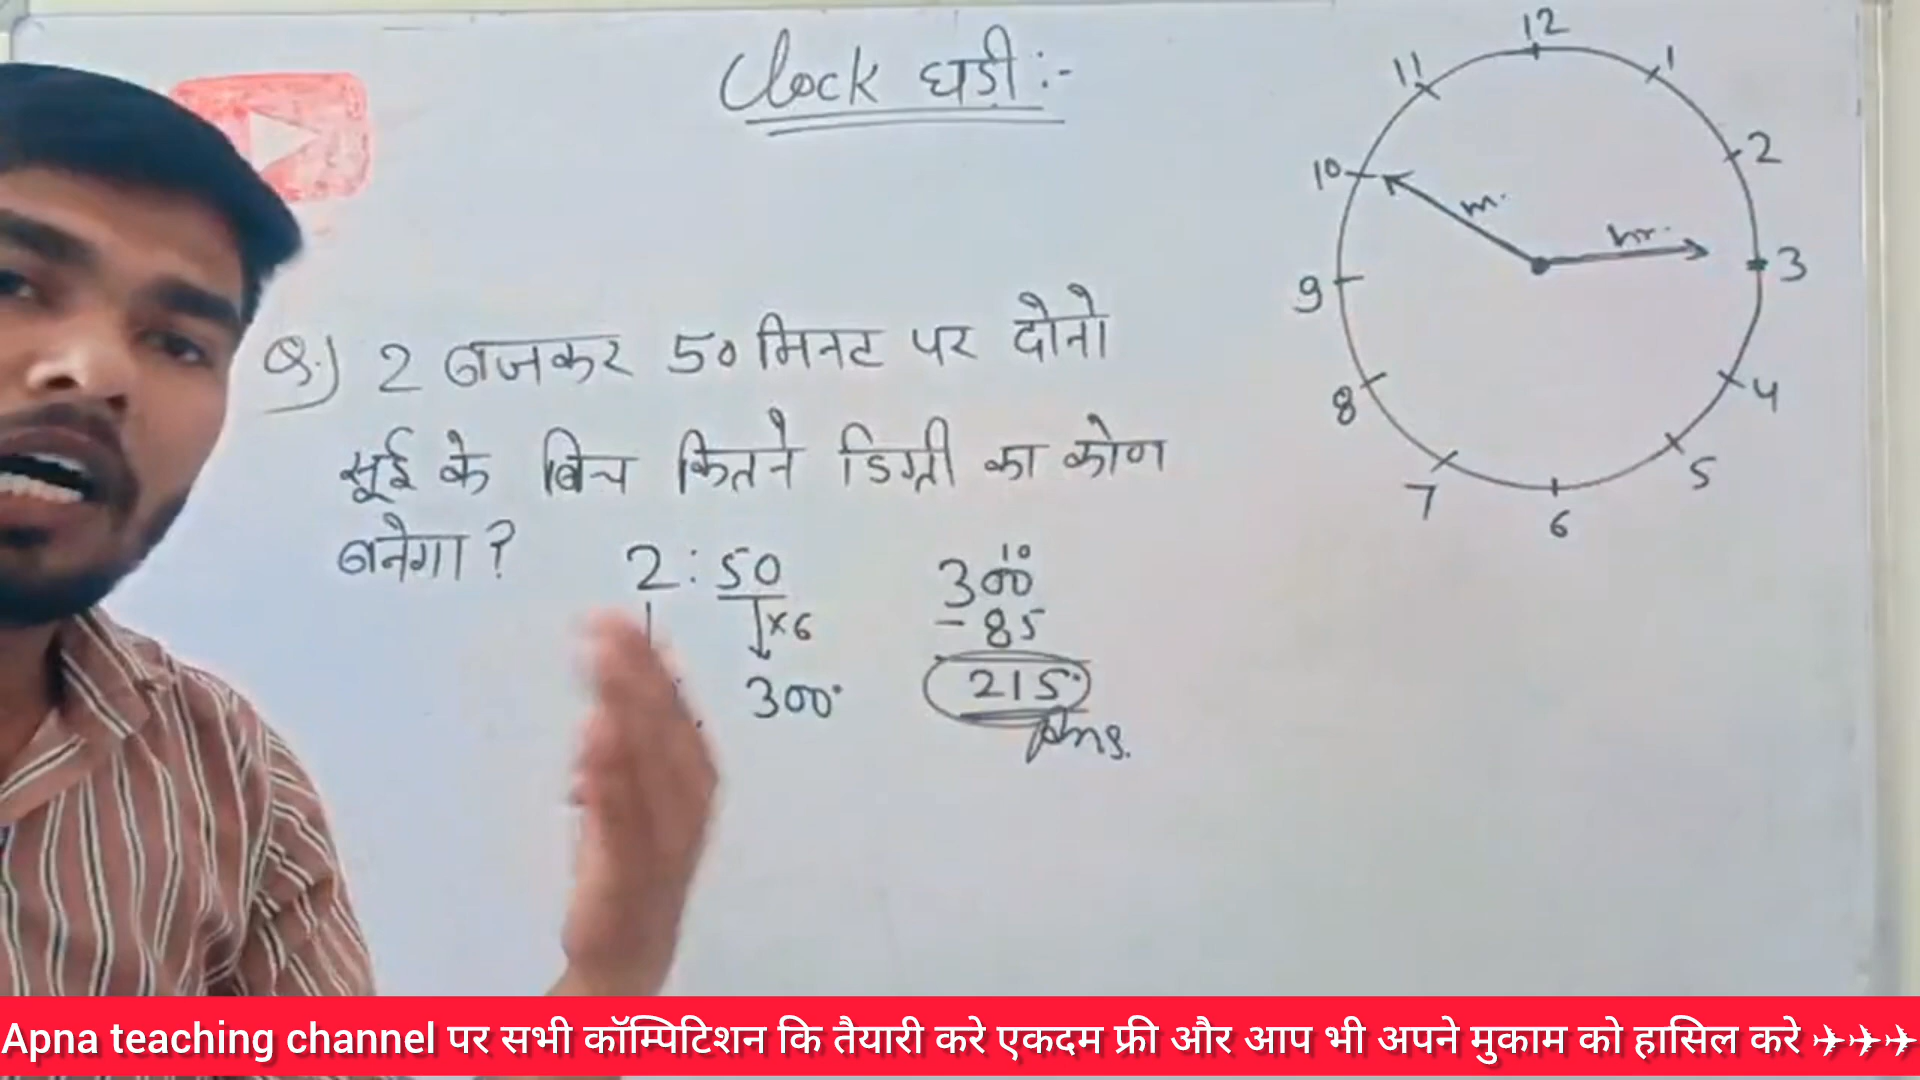 Clock घड़ी:-
12
11
1
10
2
m.
hr.
9
3
8
4
7
5
6
Q.) 2 बजकर 50 मिनट पर दोनो
सूई के बिच कितने डिग्री का कोण
बनेगा?
2:50
×6
300°
10
300
- 85
215°
Ans.
Apna teaching channel पर सभी कॉम्पिटिशन कि तैयारी करे एकदम फ्री और आप भी अपने मुकाम को हासिल करे ✈✈✈